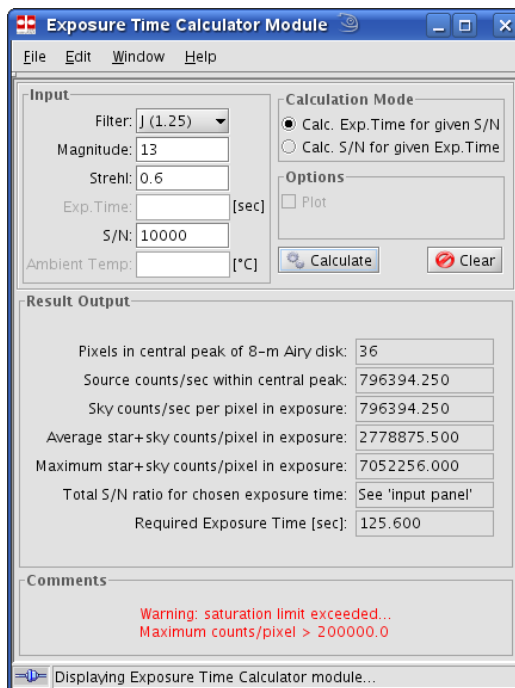 Exposure Time Calculator Module
File Edit Window Help
Input
Filter: J (1.25)
Magnitude: 13
Strehl: 0.6
Exp.Time: [sec]
S/N: 10000
Ambient Temp: [°C]
Calculation Mode
Calc. Exp.Time for given S/N
Calc. S/N for given Exp.Time
Options
Plot
Calculate Clear
Result Output
Pixels in central peak of 8-m Airy disk: 36
Source counts/sec within central peak: 796394.250
Sky counts/sec per pixel in exposure: 796394.250
Average star+sky counts/pixel in exposure: 2778875.500
Maximum star+sky counts/pixel in exposure: 7052256.000
Total S/N ratio for chosen exposure time: See 'input panel'
Required Exposure Time [sec]: 125.600
Comments
Warning: saturation limit exceeded...
Maximum counts/pixel > 200000.0
Displaying Exposure Time Calculator module...